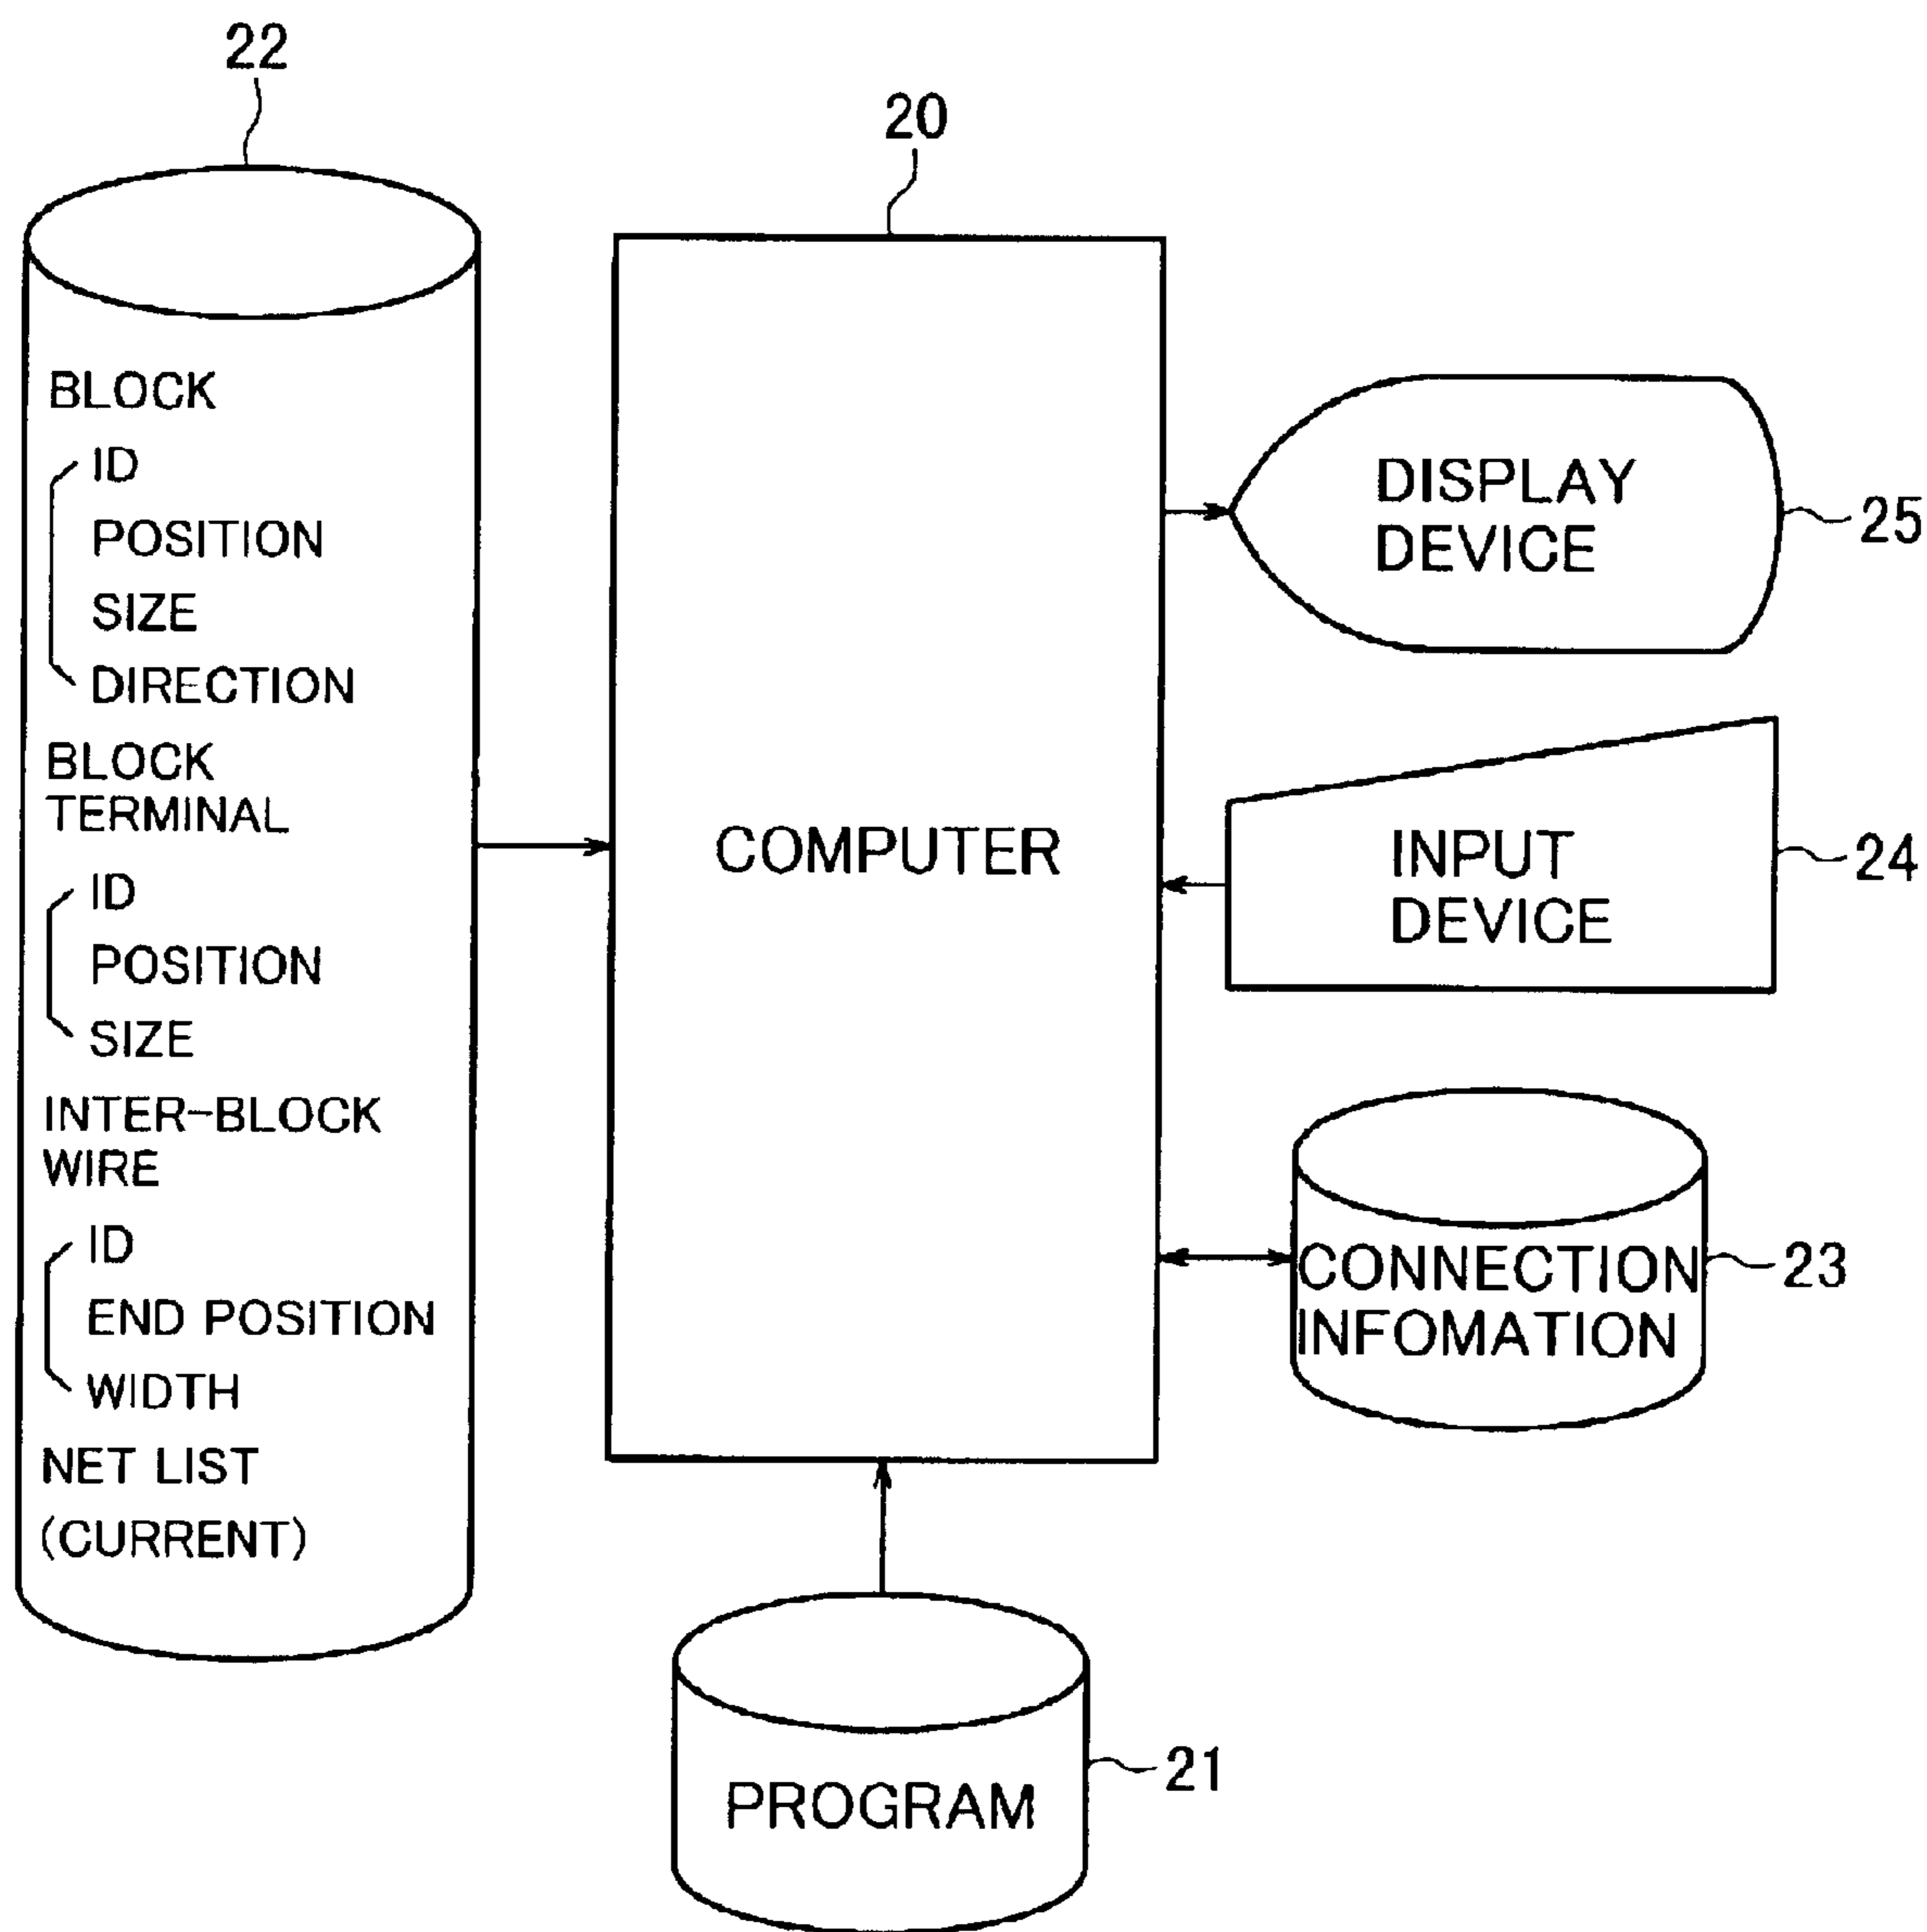 22
BLOCK
ID
POSITION
SIZE
DIRECTION
BLOCK
TERMINAL
ID
POSITION
SIZE
INTER-BLOCK
WIRE
ID
END POSITION
WIDTH
NET LIST
(CURRENT)
20
COMPUTER
DISPLAY
DEVICE
25
INPUT
DEVICE
24
CONNECTION
INFOMATION
23
PROGRAM
21